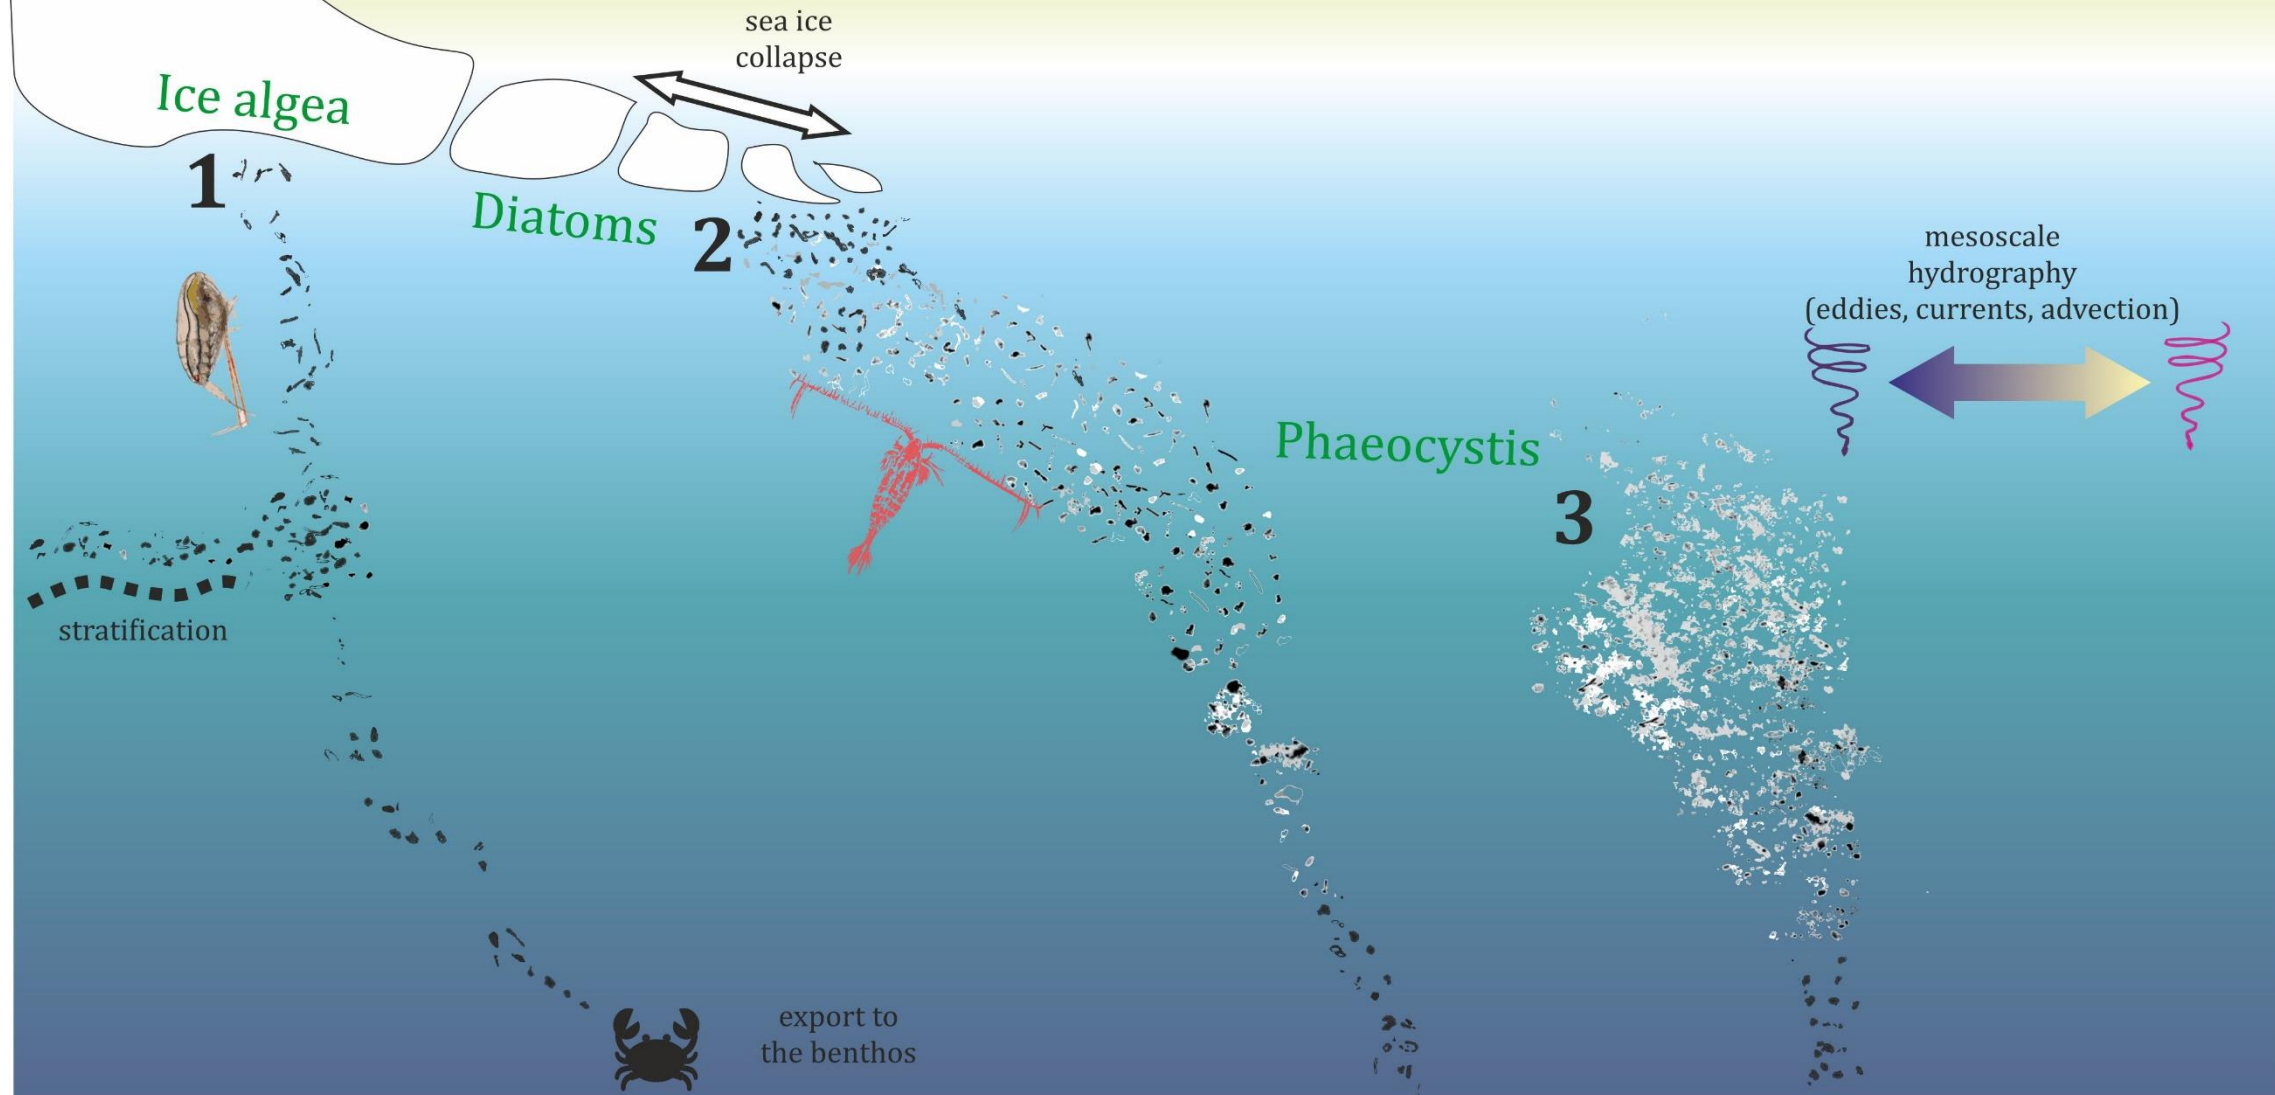 sea ice
collapse
Ice algea
1
Diatoms
2
mesoscale
hydrography
(eddies, currents, advection)
Phaeocystis
3
stratification
export to
the benthos